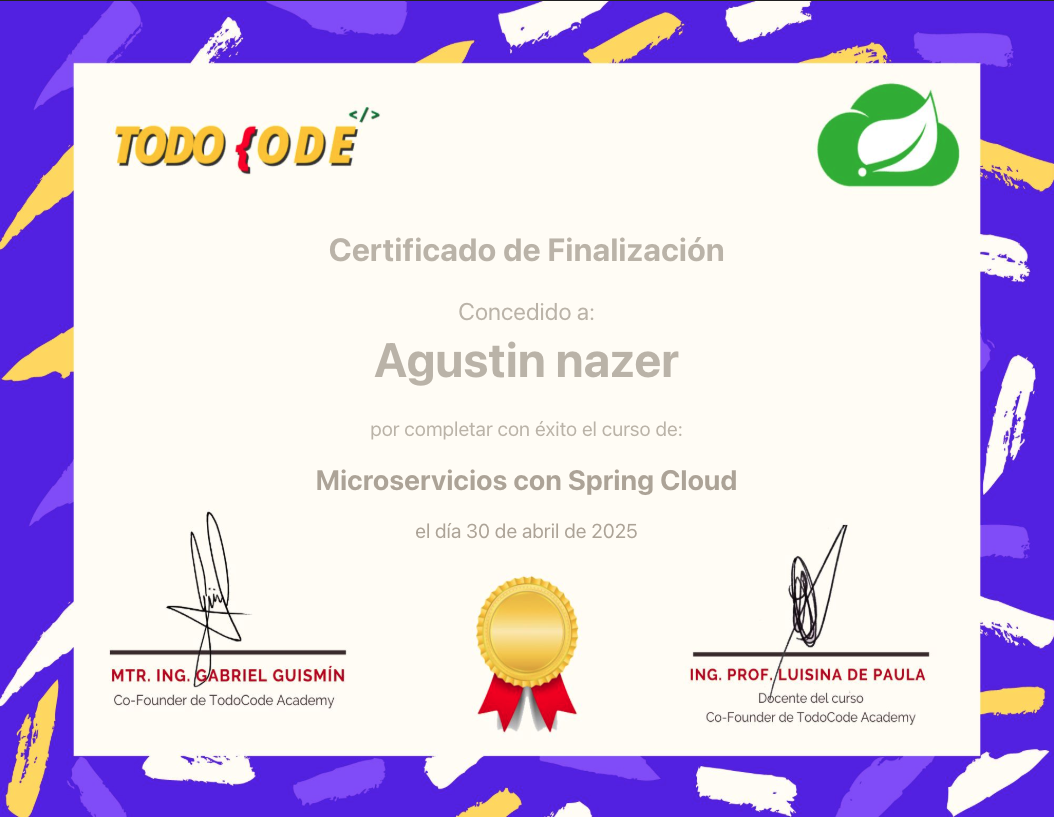 </>
TODO {ODE
Certificado de Finalización
Concedido a:
Agustin nazer
por completar con éxito el curso de:
Microservicios con Spring Cloud
el día 30 de abril de 2025
MTR. ING. GABRIEL GUISMÍN
Co-Founder de TodoCode Academy
ING. PROF. LUISINA DE PAULA
Docente del curso
Co-Founder de TodoCode Academy